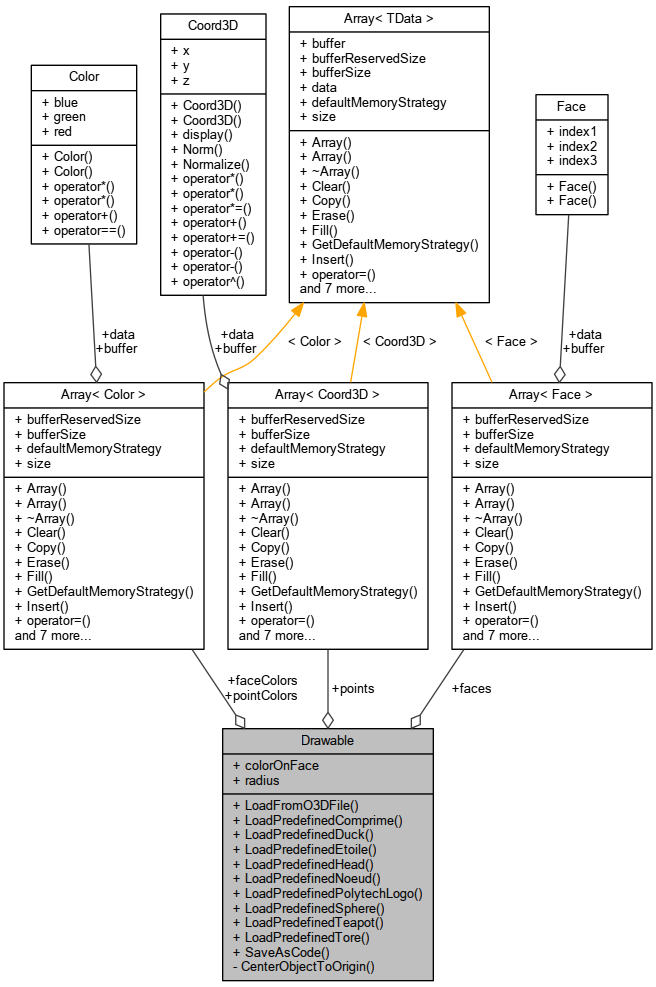 Color
+ blue
+ green
+ red
+ Color()
+ Color()
+ operator*()
+ operator*()
+ operator+()
+ operator==()
Coord3D
+ x
+ y
+ z
+ Coord3D()
+ Coord3D()
+ display()
+ Norm()
+ Normalize()
+ operator*()
+ operator*()
+ operator*=()
+ operator+()
+ operator+=()
+ operator-()
+ operator-()
+ operator^()
Array< TData >
+ buffer
+ bufferReservedSize
+ bufferSize
+ data
+ defaultMemoryStrategy
+ size
+ Array()
+ Array()
+ ~Array()
+ Clear()
+ Copy()
+ Erase()
+ Fill()
+ GetDefaultMemoryStrategy()
+ Insert()
+ operator=()
and 7 more...
Face
+ index1
+ index2
+ index3
+ Face()
+ Face()
+data
+buffer
+data
+buffer
< Color >
< Coord3D >
< Face >
+data
+buffer
Array< Color >
+ bufferReservedSize
+ bufferSize
+ defaultMemoryStrategy
+ size
+ Array()
+ Array()
+ ~Array()
+ Clear()
+ Copy()
+ Erase()
+ Fill()
+ GetDefaultMemoryStrategy()
+ Insert()
+ operator=()
and 7 more...
Array< Coord3D >
+ bufferReservedSize
+ bufferSize
+ defaultMemoryStrategy
+ size
+ Array()
+ Array()
+ ~Array()
+ Clear()
+ Copy()
+ Erase()
+ Fill()
+ GetDefaultMemoryStrategy()
+ Insert()
+ operator=()
and 7 more...
Array< Face >
+ bufferReservedSize
+ bufferSize
+ defaultMemoryStrategy
+ size
+ Array()
+ Array()
+ ~Array()
+ Clear()
+ Copy()
+ Erase()
+ Fill()
+ GetDefaultMemoryStrategy()
+ Insert()
+ operator=()
and 7 more...
+faceColors
+pointColors
+points
+faces
Drawable
+ colorOnFace
+ radius
+ LoadFromO3DFile()
+ LoadPredefinedComprime()
+ LoadPredefinedDuck()
+ LoadPredefinedEtoile()
+ LoadPredefinedHead()
+ LoadPredefinedNoeud()
+ LoadPredefinedPolytechLogo()
+ LoadPredefinedSphere()
+ LoadPredefinedTeapot()
+ LoadPredefinedTore()
+ SaveAsCode()
- CenterObjectToOrigin()